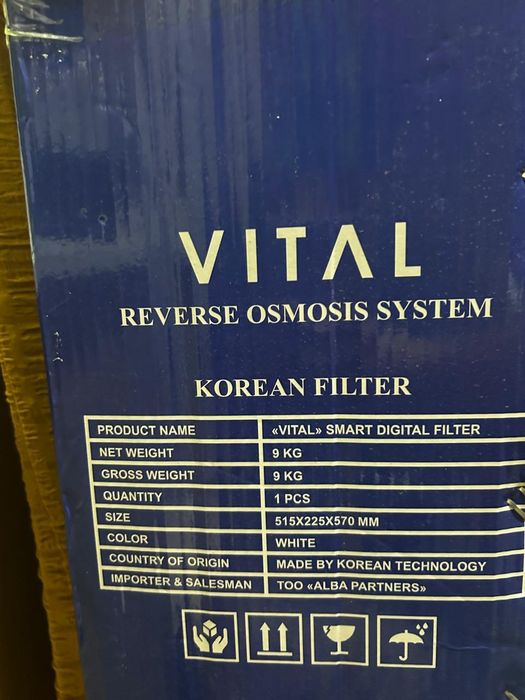 VITAL
REVERSE OSMOSIS SYSTEM
KOREAN FILTER
PRODUCT NAME «VITAL» SMART DIGITAL FILTER
NET WEIGHT 9 KG
GROSS WEIGHT 9 KG
QUANTITY 1 PCS
SIZE 515X225X570 MM
COLOR WHITE
COUNTRY OF ORIGIN MADE BY KOREAN TECHNOLOGY
IMPORTER & SALESMAN TOO «ALBA PARTNERS»